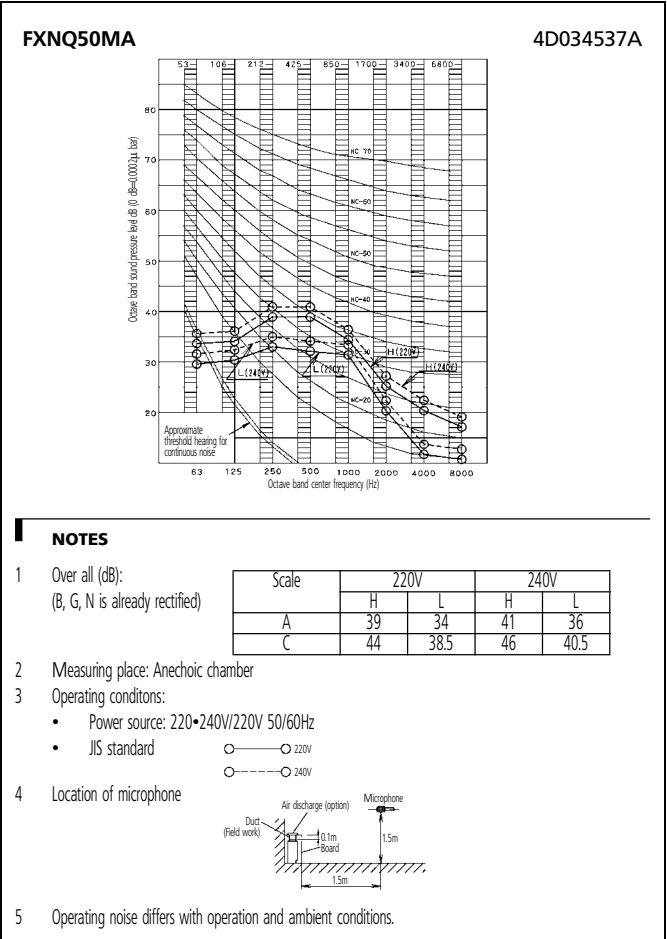 FXNQ50MA 4D034537A
53 106 212 425 850 1700 3400 6800
80
70
60
50
40
30
20
Octave band sound pressure level dB (0 dB=0.0002μ bar)
NC-70
NC-60
NC-50
NC-40
NC-30
NC-20
H(220V)
H(240V)
L(240V)
L(220V)
Approximate
threshold hearing for
continuous noise
63 125 250 500 1000 2000 4000 8000
Octave band center frequency (Hz)
NOTES
1 Over all (dB):
(B, G, N is already rectified)
Scale 220V 240V
H L H L
A 39 34 41 36
C 44 38.5 46 40.5
2 Measuring place: Anechoic chamber
3 Operating conditons:
• Power source: 220•240V/220V 50/60Hz
• JIS standard
220V
240V
4 Location of microphone
Air discharge (option)
Microphone
Duct
(Field work)
0.1m
Board
1.5m
1.5m
5 Operating noise differs with operation and ambient conditions.